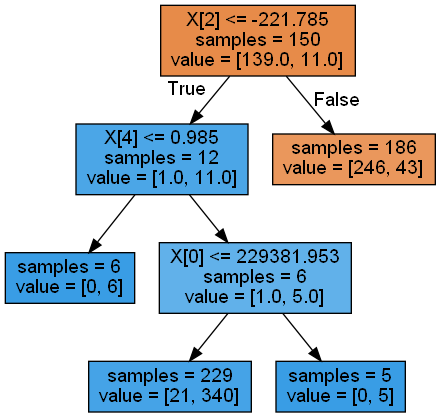 X[2] <= -221.785
samples = 150
value = [139.0, 11.0]
True
False
X[4] <= 0.985
samples = 12
value = [1.0, 11.0]
samples = 186
value = [246, 43]
samples = 6
value = [0, 6]
X[0] <= 229381.953
samples = 6
value = [1.0, 5.0]
samples = 229
value = [21, 340]
samples = 5
value = [0, 5]